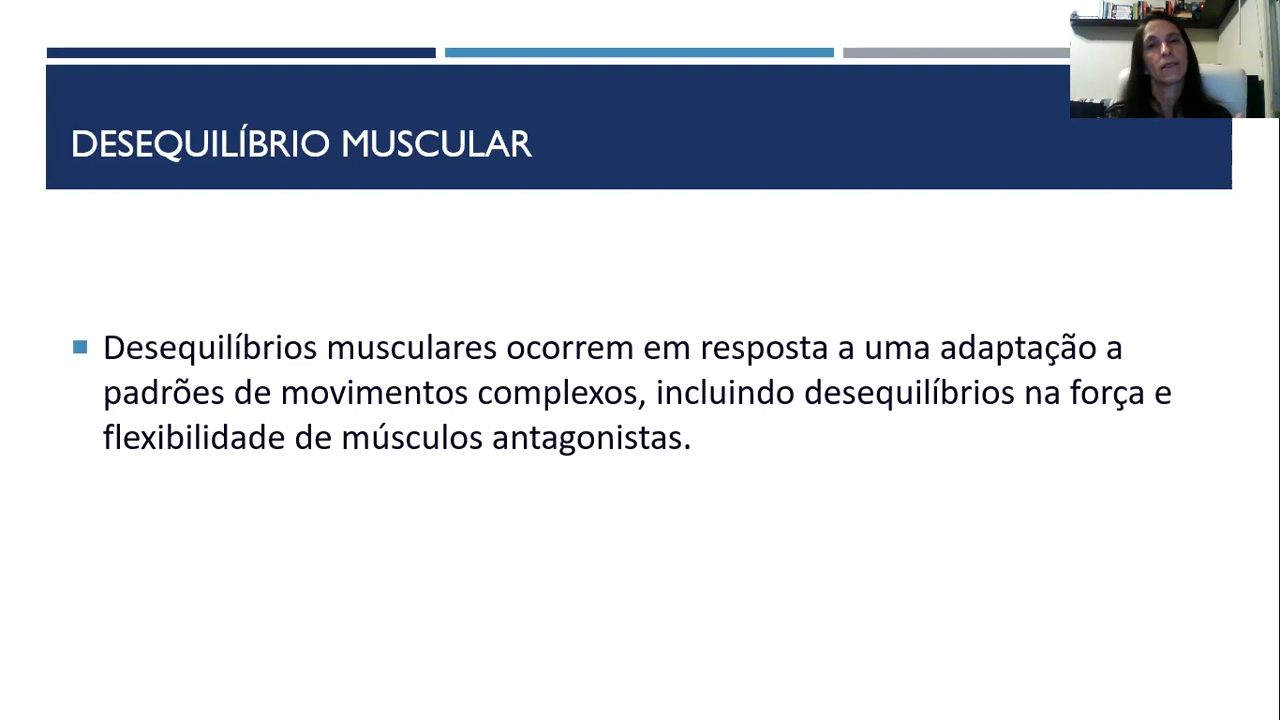 DESEQUILÍBRIO MUSCULAR
Desequilíbrios musculares ocorrem em resposta a uma adaptação a
padrões de movimentos complexos, incluindo desequilíbrios na força e
flexibilidade de músculos antagonistas.